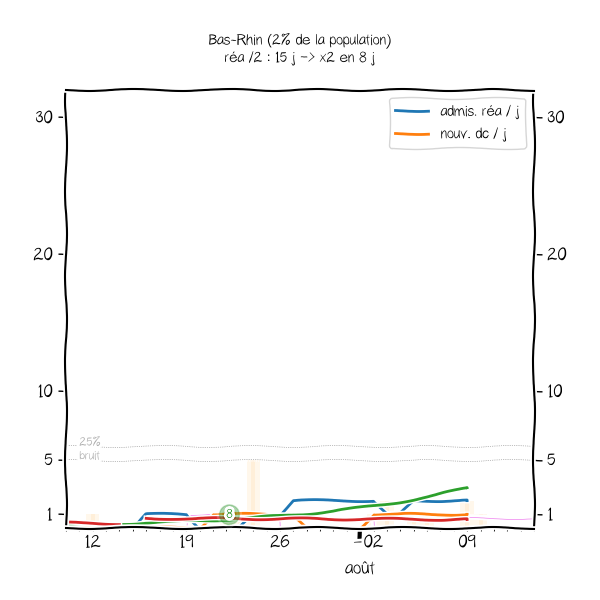 Bas-Rhin (2% de la population)
réa /2 : 15 j -> x2 en 8 j
admis. réa / j
nouv. dc / j
30
30
20
20
10
10
25%
bruit
5
5
1
8
1
12
19
26
02
09
août